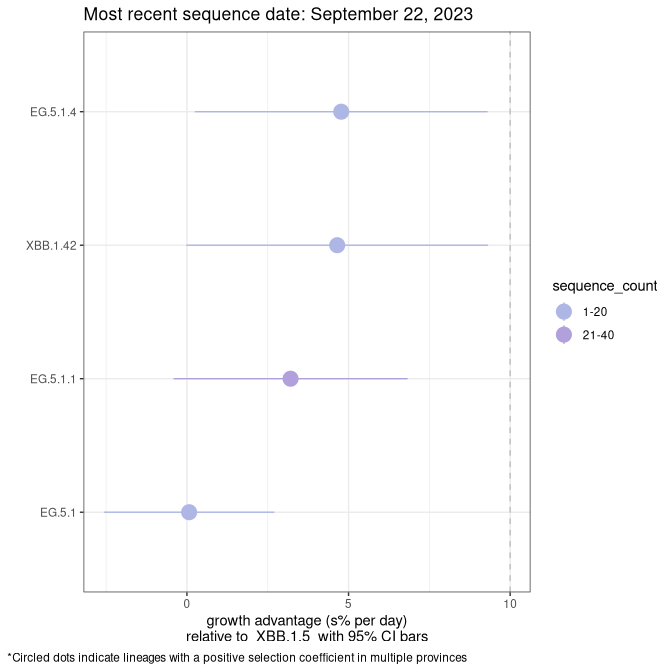 Most recent sequence date: September 22, 2023
EG.5.1.4
XBB.1.42
EG.5.1.1
EG.5.1
0 5 10
growth advantage (s% per day)
relative to  XBB.1.5  with 95% CI bars
sequence_count
1-20
21-40
*Circled dots indicate lineages with a positive selection coefficient in multiple provinces